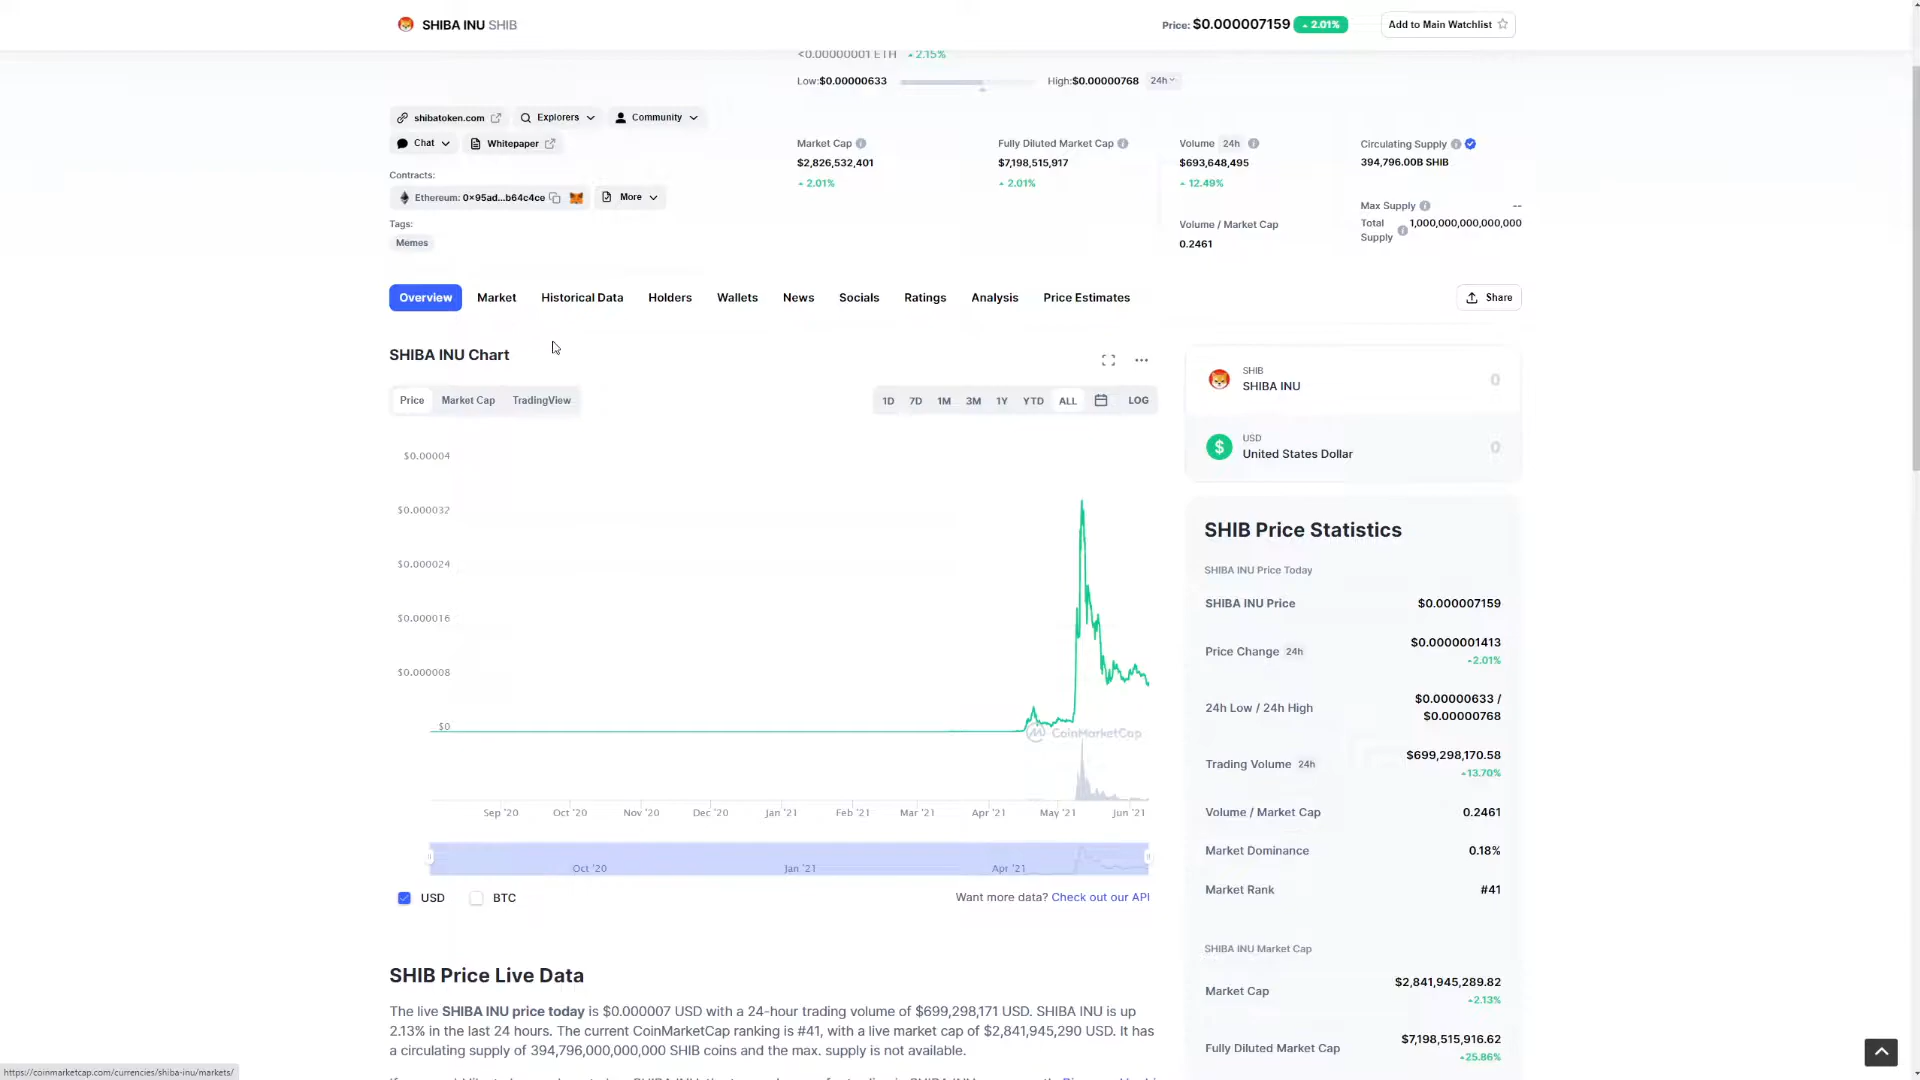 SHIBA INU SHIB
Price: $0.000007159 2.01%
Add to Main Watchlist
<0.00000001 ETH 2.15%
Low:$0.00000633 High:$0.00000768 24h
shibatoken.com Explorers Community
Chat Whitepaper
Contracts:
Ethereum: 0x95ad...b64c4ce More
Tags:
Memes
Market Cap
$2,826,532,401
2.01%
Fully Diluted Market Cap
$7,198,515,917
2.01%
Volume 24h
$693,648,495
12.49%
Volume / Market Cap
0.2461
Circulating Supply
394,796.00B SHIB
Max Supply --
Total Supply 1,000,000,000,000,000
Overview Market Historical Data Holders Wallets News Socials Ratings Analysis Price Estimates Share
SHIBA INU Chart
Price Market Cap TradingView
1D 7D 1M 3M 1Y YTD ALL LOG
$0.00004
$0.000032
$0.000024
$0.000016
$0.000008
$0
CoinMarketCap
Sep '20 Oct '20 Nov '20 Dec '20 Jan '21 Feb '21 Mar '21 Apr '21 May '21 Jun '21
Oct '20 Jan '21 Apr '21
USD BTC
Want more data? Check out our API
SHIB Price Live Data
The live SHIBA INU price today is $0.000007 USD with a 24-hour trading volume of $699,298,171 USD. SHIBA INU is up
2.13% in the last 24 hours. The current CoinMarketCap ranking is #41, with a live market cap of $2,841,945,290 USD. It has
a circulating supply of 394,796,000,000,000 SHIB coins and the max. supply is not available.
SHIB
SHIBA INU 0
USD
United States Dollar 0
SHIB Price Statistics
SHIBA INU Price Today
SHIBA INU Price $0.000007159
Price Change 24h $0.0000001413
2.01%
24h Low / 24h High $0.00000633 /
$0.00000768
Trading Volume 24h $699,298,170.58
13.70%
Volume / Market Cap 0.2461
Market Dominance 0.18%
Market Rank #41
SHIBA INU Market Cap
Market Cap $2,841,945,289.82
2.13%
Fully Diluted Market Cap $7,198,515,916.62
25.86%
https://coinmarketcap.com/currencies/shiba-inu/markets/